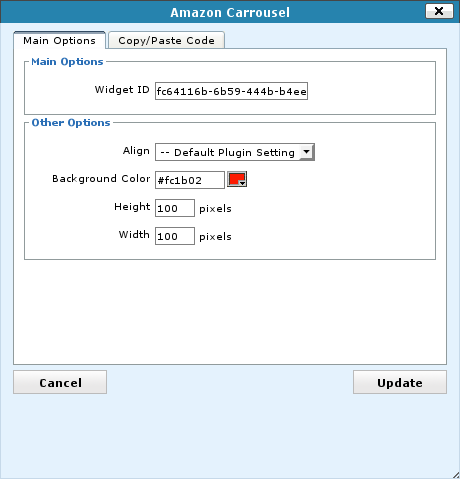 Amazon Carrousel
Main Options
Copy/Paste Code
Main Options
Widget ID fc64116b-6b59-444b-b4ee
Other Options
Align -- Default Plugin Setting
Background Color #fc1b02
Height 100 pixels
Width 100 pixels
Cancel
Update